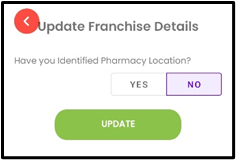 Update Franchise Details
Have you Identified Pharmacy Location?
YES NO
UPDATE